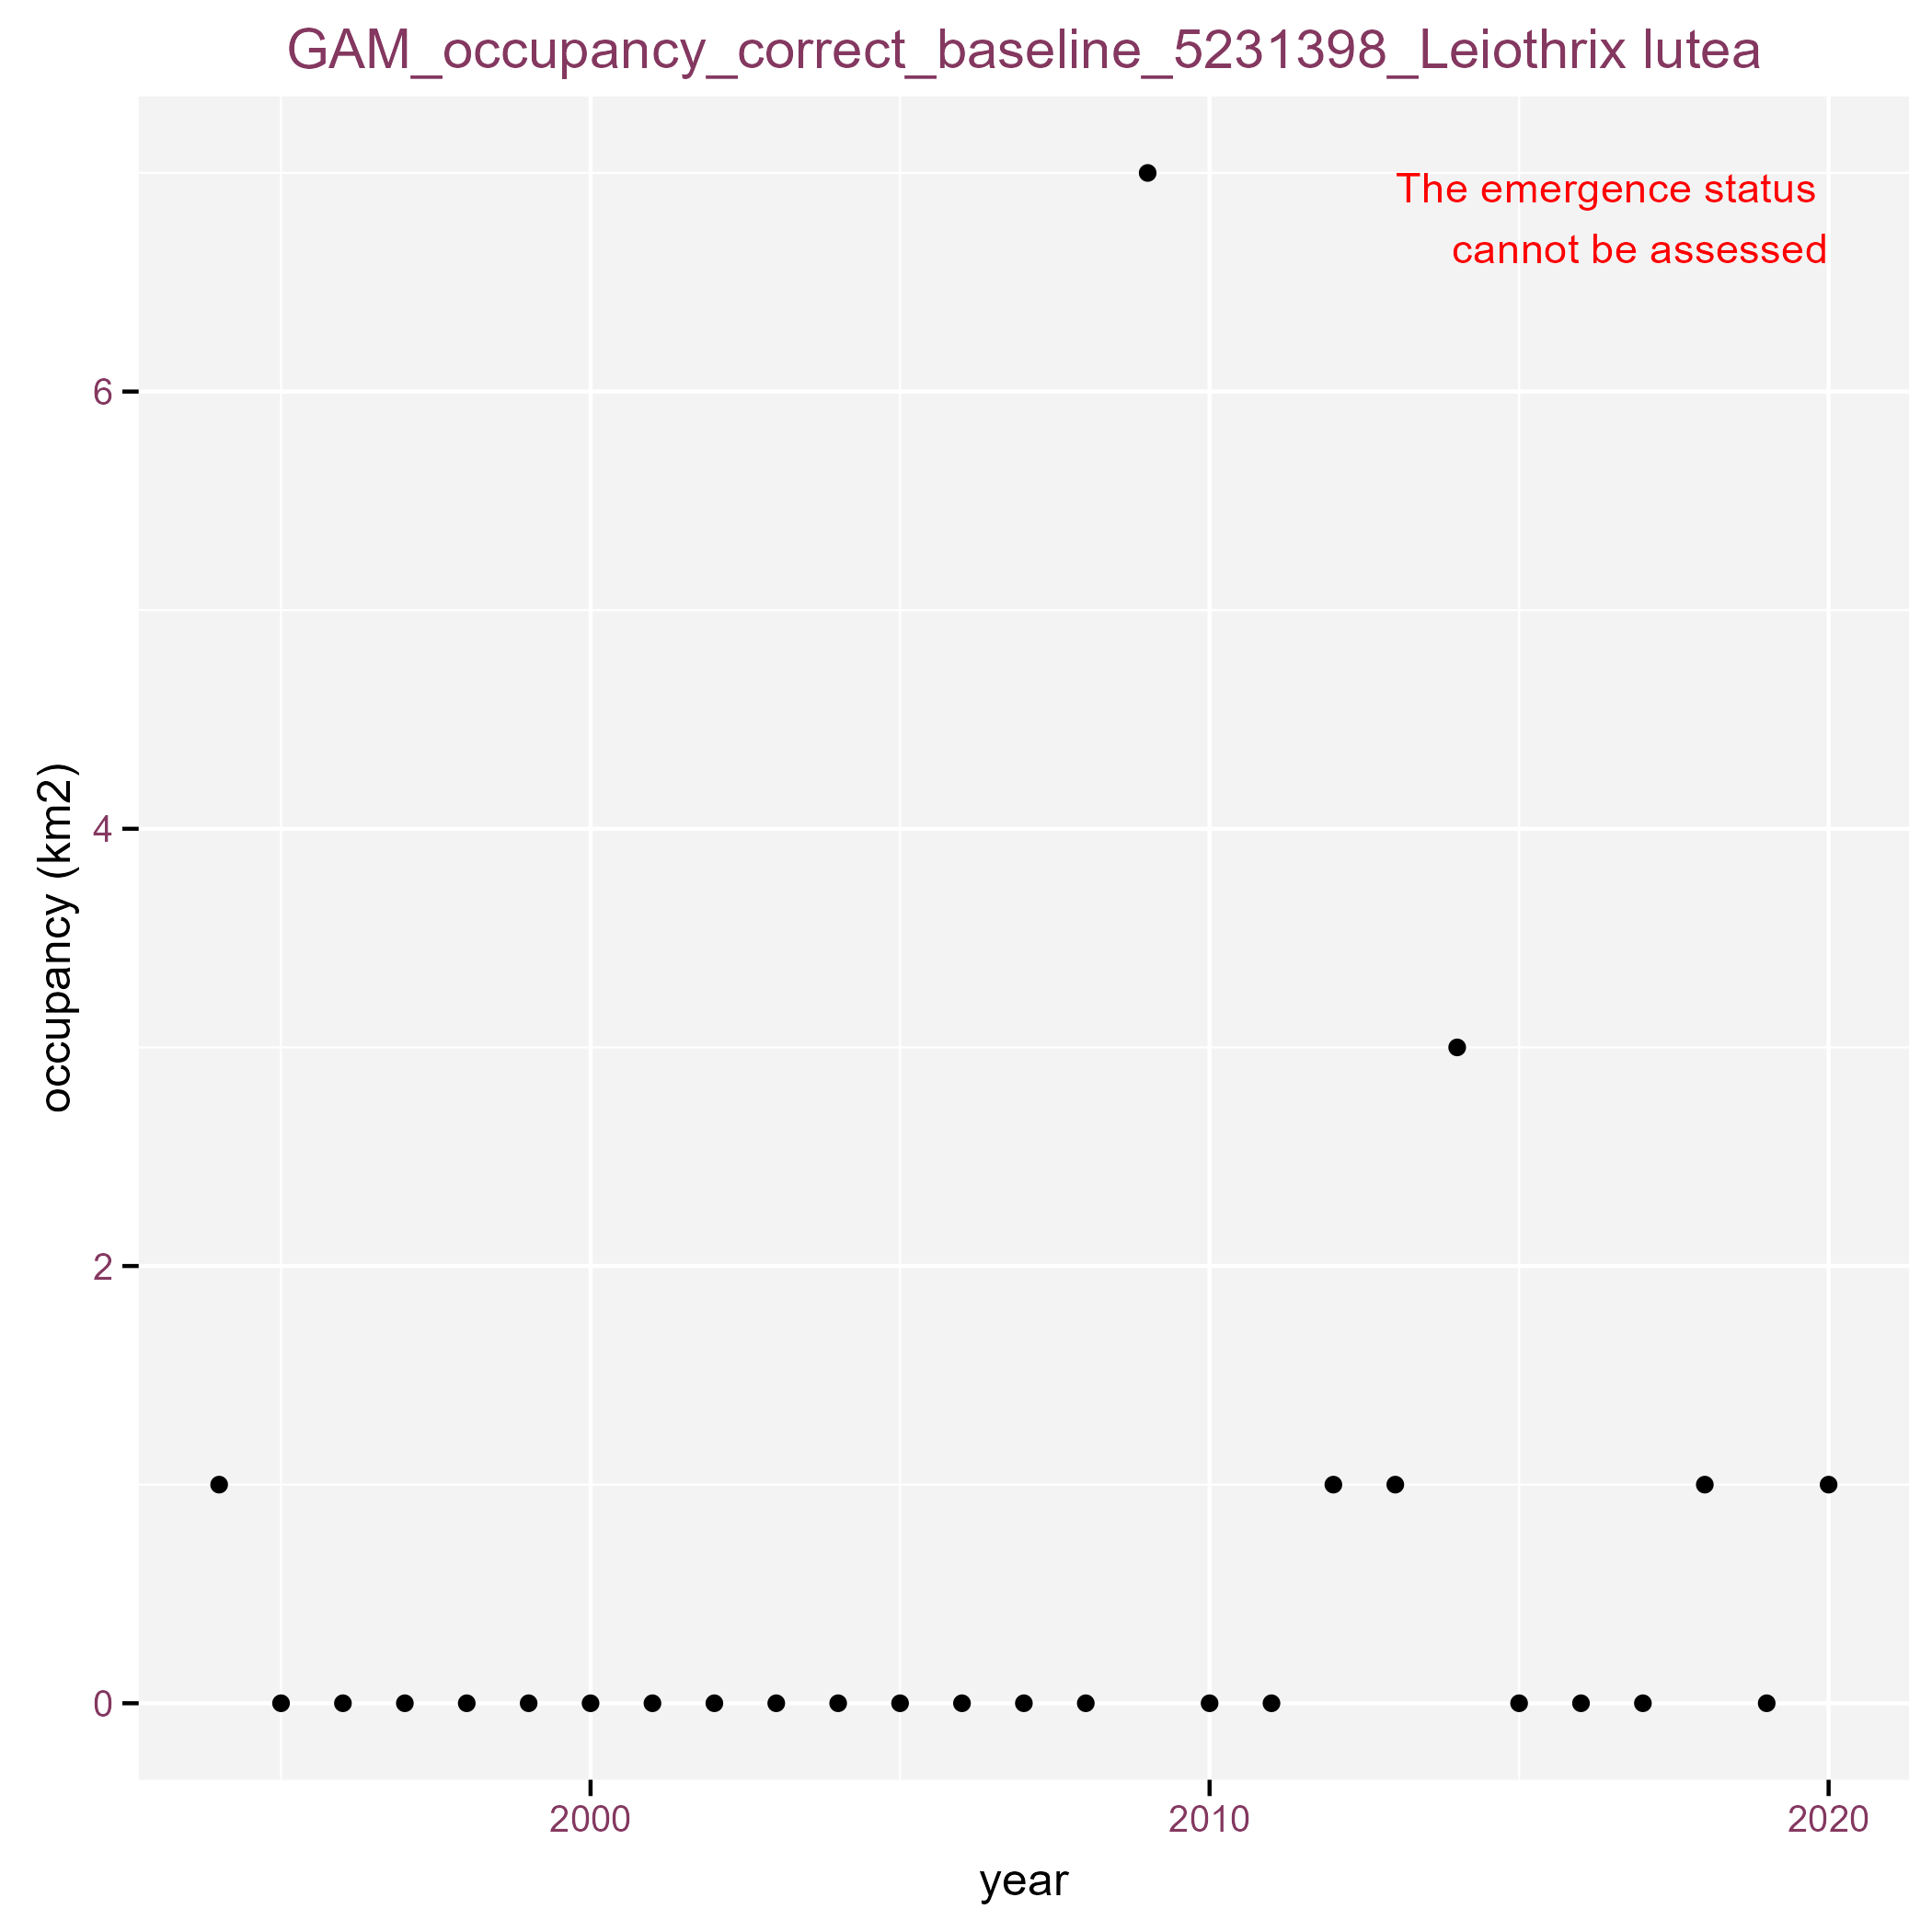 GAM_occupancy_correct_baseline_5231398_Leiothrix lutea
The emergence status
cannot be assessed
6
4
2
0
occupancy (km2)
2000 2010 2020
year